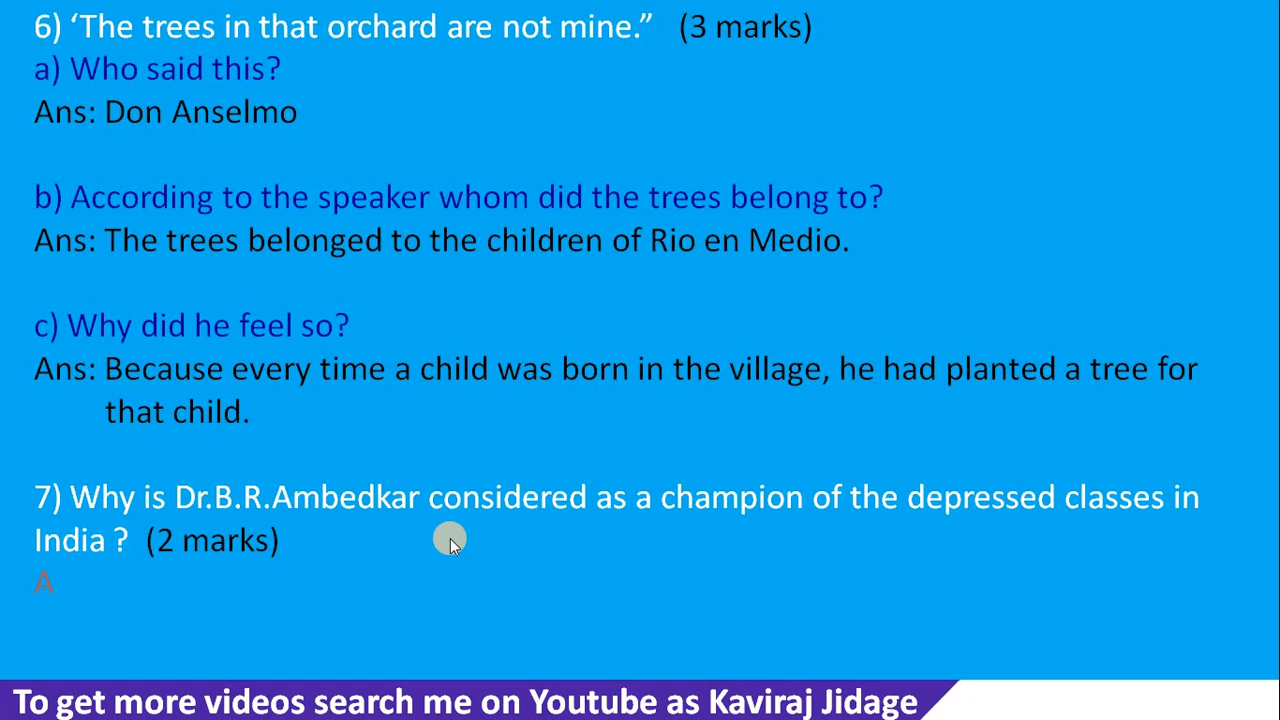 6) ‘The trees in that orchard are not mine.” (3 marks)
a) Who said this?
Ans: Don Anselmo
b) According to the speaker whom did the trees belong to?
Ans: The trees belonged to the children of Rio en Medio.
c) Why did he feel so?
Ans: Because every time a child was born in the village, he had planted a tree for
that child.
7) Why is Dr.B.R.Ambedkar considered as a champion of the depressed classes in
India ? (2 marks)
A
To get more videos search me on Youtube as Kaviraj Jidage